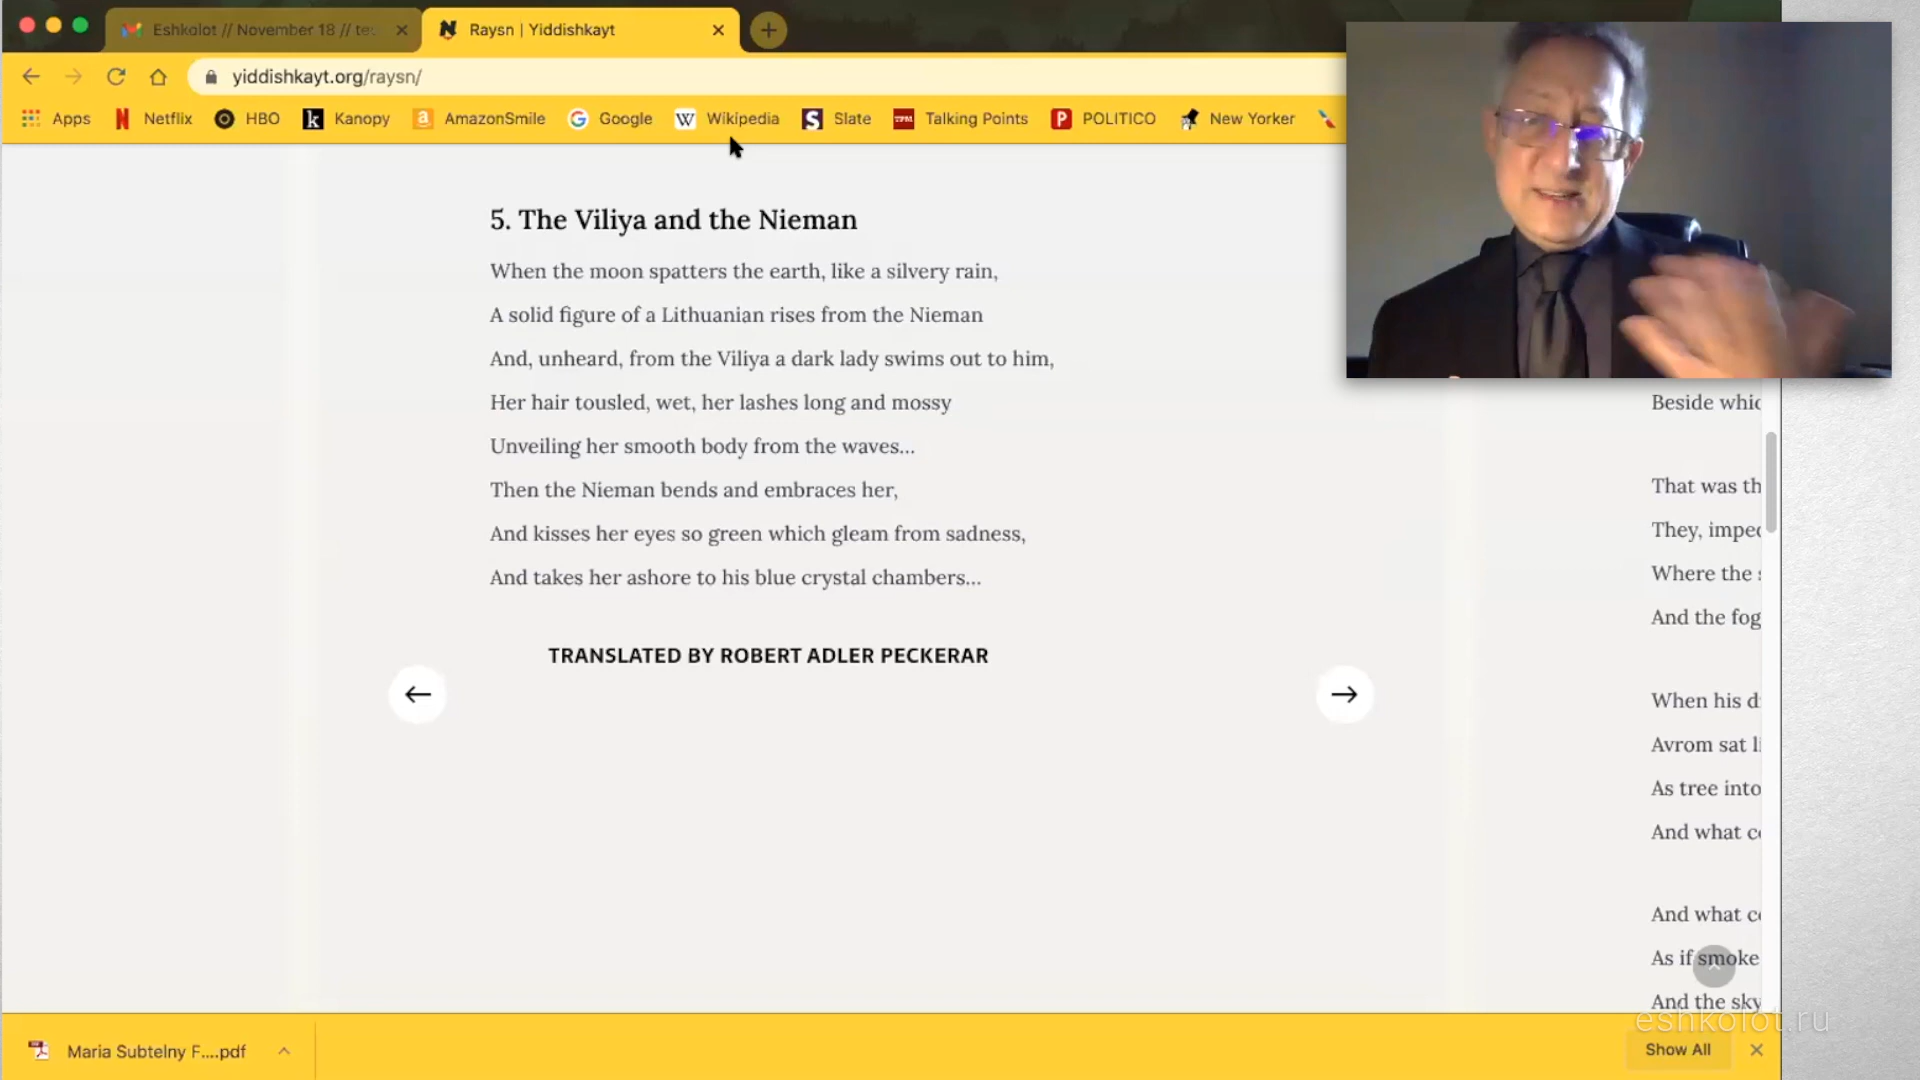 Eshkolot // November 18 // te
Raysn | Yiddishkayt
yiddishkayt.org/raysn/
Apps Netflix HBO Kanopy AmazonSmile Google Wikipedia Slate Talking Points POLITICO New Yorker
5. The Viliya and the Nieman
When the moon spatters the earth, like a silvery rain,
A solid figure of a Lithuanian rises from the Nieman
And, unheard, from the Viliya a dark lady swims out to him,
Her hair tousled, wet, her lashes long and mossy
Unveiling her smooth body from the waves…
Then the Nieman bends and embraces her,
And kisses her eyes so green which gleam from sadness,
And takes her ashore to his blue crystal chambers…
TRANSLATED BY ROBERT ADLER PECKERAR
Beside whic
That was th
They, impec
Where the
And the fog
When his d
Avrom sat li
As tree into
And what c
And what c
As if smoke
And the sky
eshkolot.ru
Maria Subtelny F....pdf
Show All